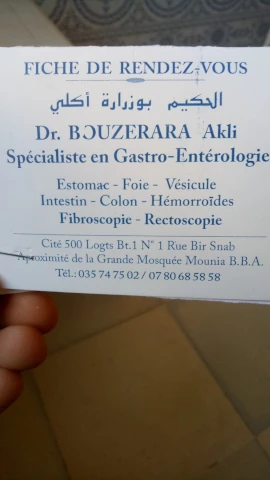 FICHE DE RENDEZ-VOUS
الحكيم بوزرارة أكلي
Dr. BOUZERARA Akli
Spécialiste en Gastro-Entérologie
Estomac - Foie - Vésicule
Intestin - Colon - Hémorroïdes
Fibroscopie - Rectoscopie
Cité 500 Logts Bt.1 N° 1 Rue Bir Snab
Aproximité de la Grande Mosquée Mounia B.B.A.
Tél.: 035 74 75 02 / 07 80 68 58 58